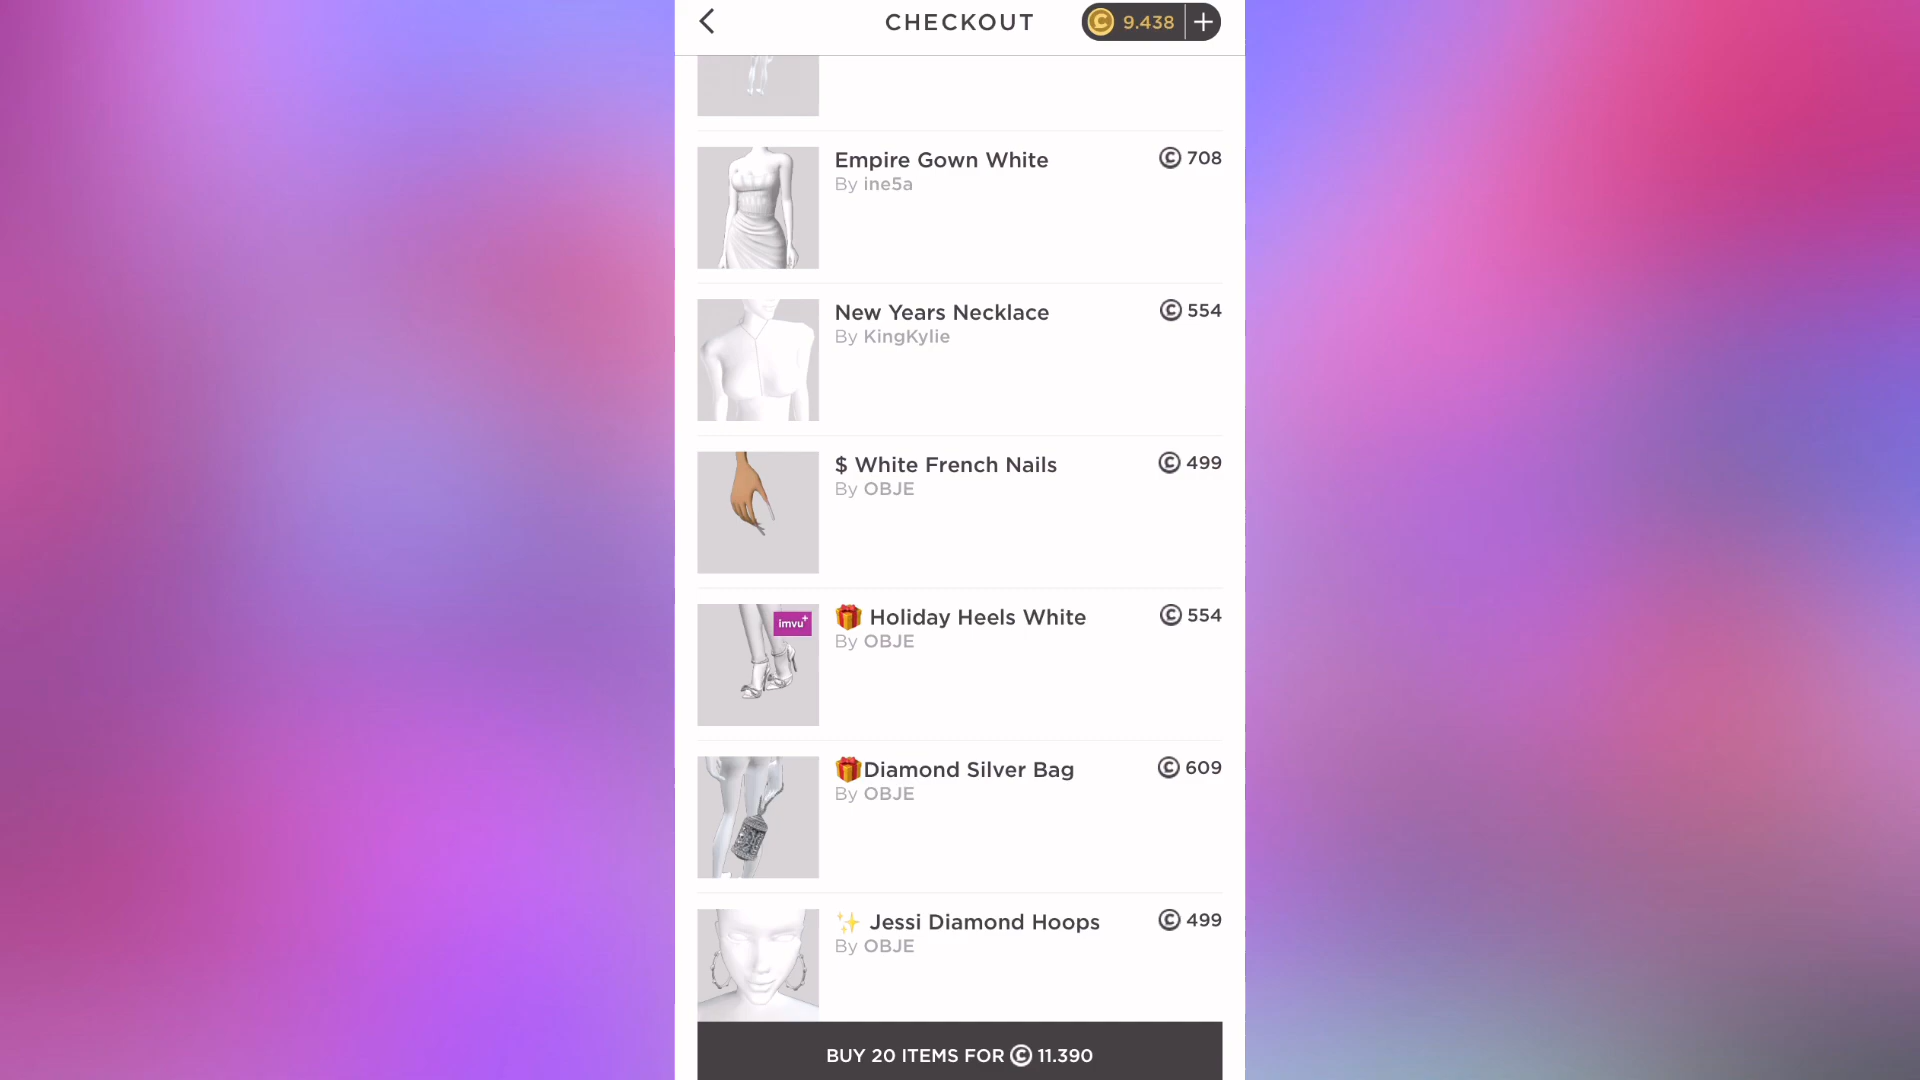 CHECKOUT
9.438
Empire Gown White
708
By ine5a
New Years Necklace
554
By KingKylie
$ White French Nails
499
By OBJE
imvu+
🎁 Holiday Heels White
554
By OBJE
🎁Diamond Silver Bag
609
By OBJE
✨ Jessi Diamond Hoops
499
By OBJE
BUY 20 ITEMS FOR © 11.390